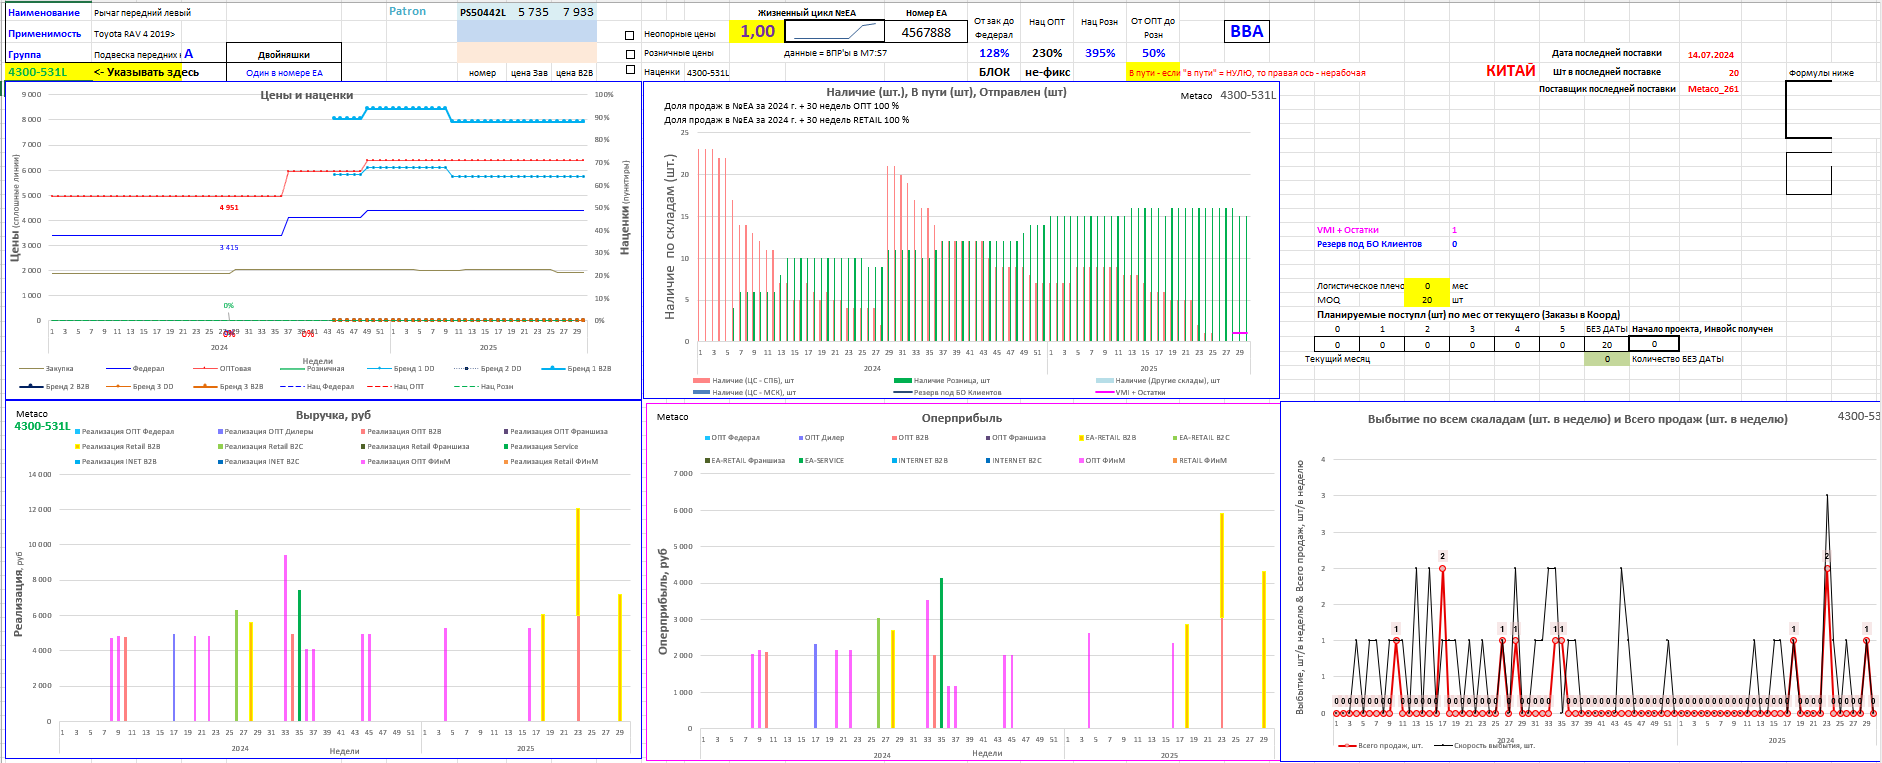 Наименование Рычаг передний левый Patron PS50442L 5 735 7 933 Жизненный цикл №ЕА Номер ЕА
От зак до Федерал Нац ОПТ Нац Розн От ОПТ до Розн
Применимость Toyota RAV 4 2019> Неопорные цены 1,00 4567888 BBA
Группа Подвеска передних к A Двойняшки Розничные цены данные = ВПР'ы в M7:S7 128% 230% 395% 50% Дата последней поставки 14.07.2024
4300-531L <- Указывать здесь Один в номере ЕА номер цена Зав цена B2B Наценки 4300-531L БЛОК не-фикс В пути - если "в пути" = НУЛЮ, то правая ось - нерабочая КИТАЙ Шт в последней поставке 20 Формулы ниже
Поставщик последней поставки Metaco_261
Цены и наценки
9 000
8 000
7 000
6 000
5 000
4 000
3 000
2 000
1 000
0
100%
90%
80%
70%
60%
50%
40%
30%
20%
10%
0%
Цены (сплошные линии)
Наценки (пунктиры)
4 951
3 415
0%
0%
1 3 5 7 9 11 13 15 17 19 21 23 25 27 29 31 33 35 37 39 41 43 45 47 49 51 1 3 5 7 9 11 13 15 17 19 21 23 25 27 29
2024 2025
Недели
Закупка Федерал ОПТовая Розничная Бренд 1 DD Бренд 2 DD Бренд 1 B2B
Бренд 2 B2B Бренд 3 DD Бренд 3 B2B Нац Федерал Нац ОПТ Нац Розн
Наличие (шт.), В пути (шт), Отправлен (шт)
Metaco 4300-531L
Доля продаж в №ЕА за 2024 г. + 30 недель ОПТ 100 %
Доля продаж в №ЕА за 2024 г. + 30 недель RETAIL 100 %
25
20
15
10
5
0
Наличие по складам (шт.)
1 3 5 7 9 11 13 15 17 19 21 23 25 27 29 31 33 35 37 39 41 43 45 47 49 51 1 3 5 7 9 11 13 15 17 19 21 23 25 27 29
2024 2025
Наличие (ЦС - СПБ), шт Наличие Розница, шт Наличие (Другие склады), шт
Наличие (ЦС - МСК), шт Резерв под БО Клиентов VMI + Остатки
VMI + Остатки 1
Резерв под БО Клиентов 0
Логистическое плечо 0 мес
MOQ 20 шт
Планируемые поступл (шт) по мес от текущего (Заказы в Коорд)
0 1 2 3 4 5 БЕЗ ДАТЫ Начало проекта, Инвойс получен
0 0 0 0 0 0 20 0
Текущий месяц 0 Количество БЕЗ ДАТЫ
Metaco
4300-531L
Выручка, руб
Реализация ОПТ Федерал Реализация ОПТ Дилеры Реализация ОПТ B2B Реализация ОПТ Франшиза
Реализация Retail B2B Реализация Retail B2C Реализация Retail Франшиза Реализация Service
Реализация INET B2B Реализация INET B2C Реализация ОПТ ФИнМ Реализация Retail ФИнМ
14 000
12 000
10 000
8 000
6 000
4 000
2 000
0
Реализация, руб
1 3 5 7 9 11 13 15 17 19 21 23 25 27 29 31 33 35 37 39 41 43 45 47 49 51 1 3 5 7 9 11 13 15 17 19 21 23 25 27 29
2024 2025
Недели
Metaco
Оперприбыль
ОПТ Федерал ОПТ Дилер ОПТ B2B ОПТ Франшиза EA-RETAIL B2B EA-RETAIL B2C
EA-RETAIL Франшиза EA-SERVICE INTERNET B2B INTERNET B2C ОПТ ФИнМ RETAIL ФИнМ
7 000
6 000
5 000
4 000
3 000
2 000
1 000
0
Оперприбыль, руб
1 3 5 7 9 11 13 15 17 19 21 23 25 27 29 31 33 35 37 39 41 43 45 47 49 51 1 3 5 7 9 11 13 15 17 19 21 23 25 27 29
Недели
2024 2025
Выбытие по всем скаладам (шт. в неделю) и Всего продаж (шт. в неделю)
4300-53
4
3
3
2
2
1
1
0
Выбытие, шт/в неделю & Всего продаж, шт/в неделю
1 2 1 1 1 1 1 2 1
1 3 5 7 9 11 13 15 17 19 21 23 25 27 29 31 33 35 37 39 41 43 45 47 49 51 1 3 5 7 9 11 13 15 17 19 21 23 25 27 29
2024 2025
Всего продаж, шт. Скорость выбытия, шт.